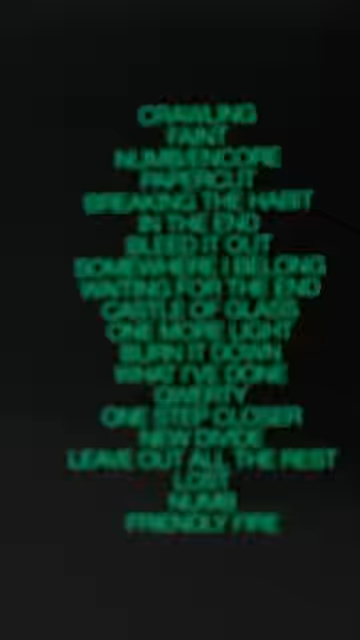 CRAWLING
FAINT
NUMB/ENCORE
PAPERCUT
BREAKING THE HABIT
IN THE END
BLEED IT OUT
SOMEWHERE I BELONG
WAITING FOR THE END
CASTLE OF GLASS
ONE MORE LIGHT
BURN IT DOWN
WHAT I'VE DONE
QWERTY
ONE STEP CLOSER
NEW DIVIDE
LEAVE OUT ALL THE REST
LOST
NUMB
FRIENDLY FIRE